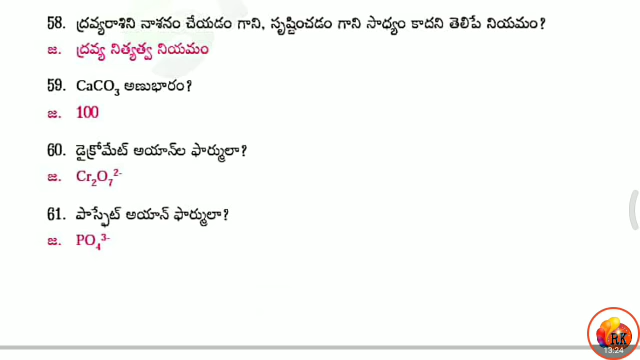 58. ద్రవ్యరాశిని నాశనం చేయడం గాని, సృష్టించడం గాని సాధ్యం కాదని తెలిపే నియమం?
జ. ద్రవ్య నిత్యత్వ నియమం
59. CaCO₃ అణుభారం?
జ. 100
60. డైక్రోమేట్ అయాన్‌ల ఫార్ములా?
జ. Cr₂O₇²⁻
61. పాస్ఫేట్ అయాన్ ఫార్ములా?
జ. PO₄³⁻
RK
13:24